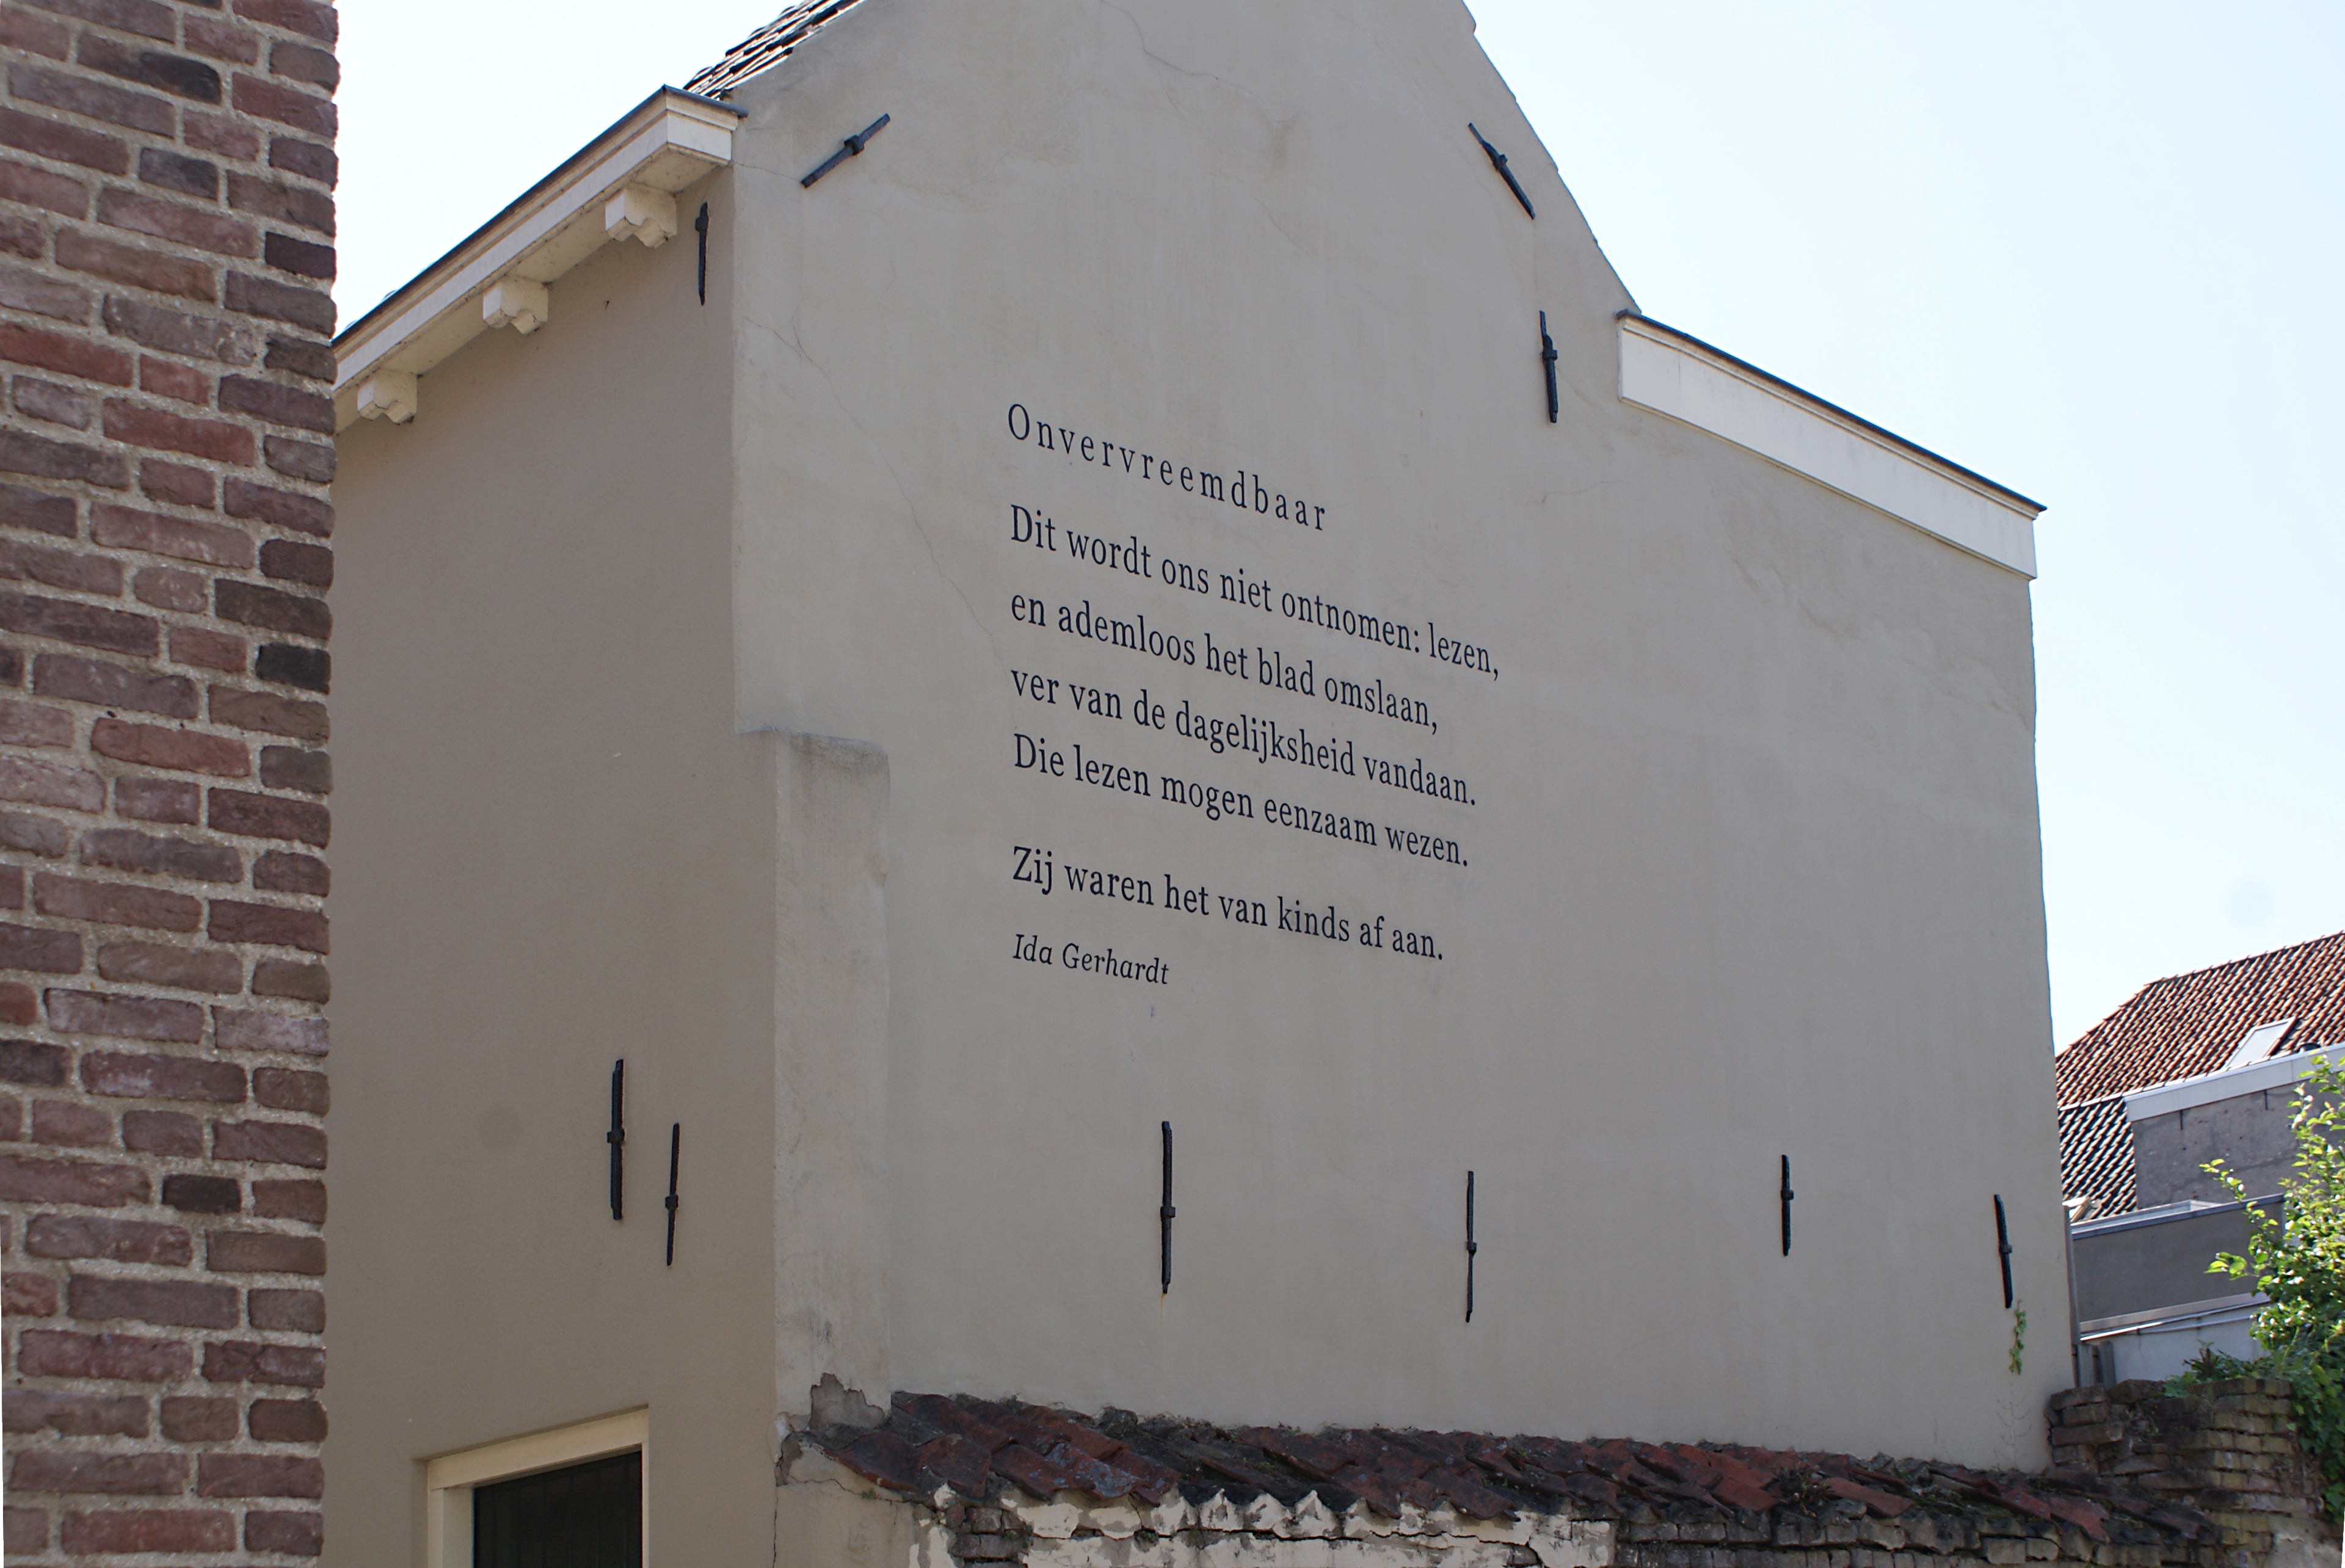 Onvervreemdbaar
Dit wordt ons niet ontnomen: lezen,
en ademloos het blad omslaan,
ver van de dagelijksheid vandaan.
Die lezen mogen eenzaam wezen.
Zij waren het van kinds af aan.
Ida Gerhardt